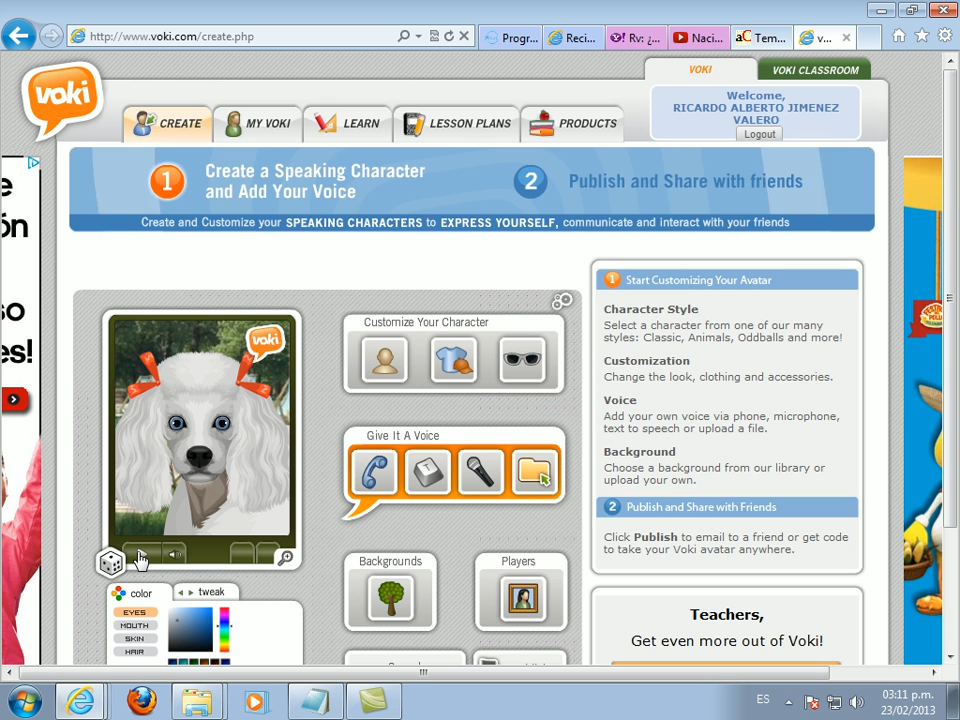 http://www.voki.com/create.php
Progr...
Reci...
Rv: ¿...
Naci...
Tem...
v...
VOKI
VOKI CLASSROOM
voki
CREATE
MY VOKI
LEARN
LESSON PLANS
PRODUCTS
Welcome,
RICARDO ALBERTO JIMENEZ
VALERO
Logout
1
Create a Speaking Character
and Add Your Voice
2
Publish and Share with friends
Create and Customize your SPEAKING CHARACTERS to EXPRESS YOURSELF, communicate and interact with your friends
e
ón
so
es!
voki
Customize Your Character
Give It A Voice
Backgrounds
Players
color
tweak
EYES
MOUTH
SKIN
HAIR
1 Start Customizing Your Avatar
Character Style
Select a character from one of our many
styles: Classic, Animals, Oddballs and more!
Customization
Change the look, clothing and accessories.
Voice
Add your own voice via phone, microphone,
text to speech or upload a file.
Background
Choose a background from our library or
upload your own.
2 Publish and Share with Friends
Click Publish to email to a friend or get code
to take your Voki avatar anywhere.
Teachers,
Get even more out of Voki!
ES
03:11 p.m.
23/02/2013